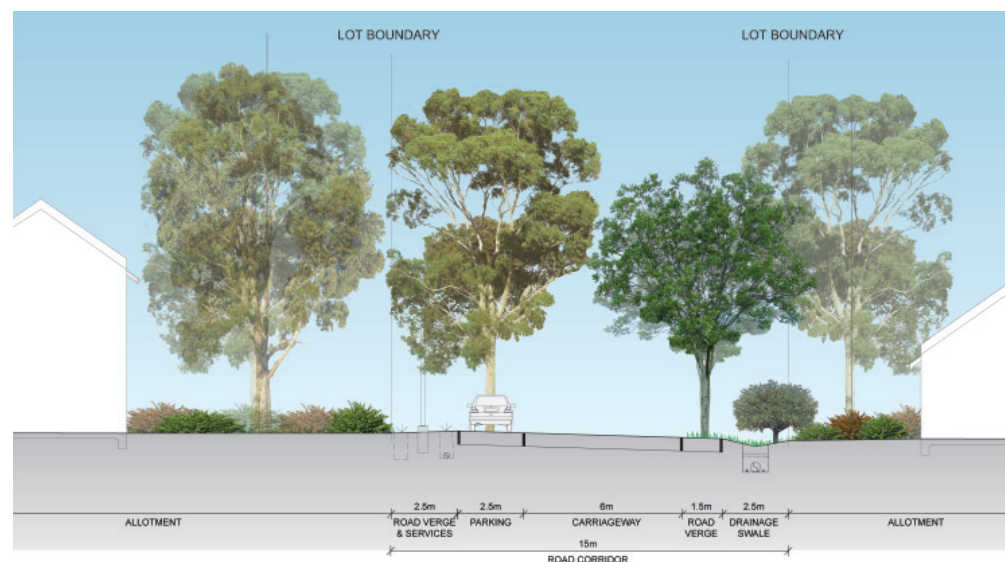 LOT BOUNDARY
LOT BOUNDARY
2.5m
2.5m
6m
1.5m
2.5m
ALLOTMENT
ROAD VERGE
& SERVICES
PARKING
CARRIAGEWAY
ROAD
VERGE
DRAINAGE
SWALE
ALLOTMENT
15m
ROAD CORRIDOR